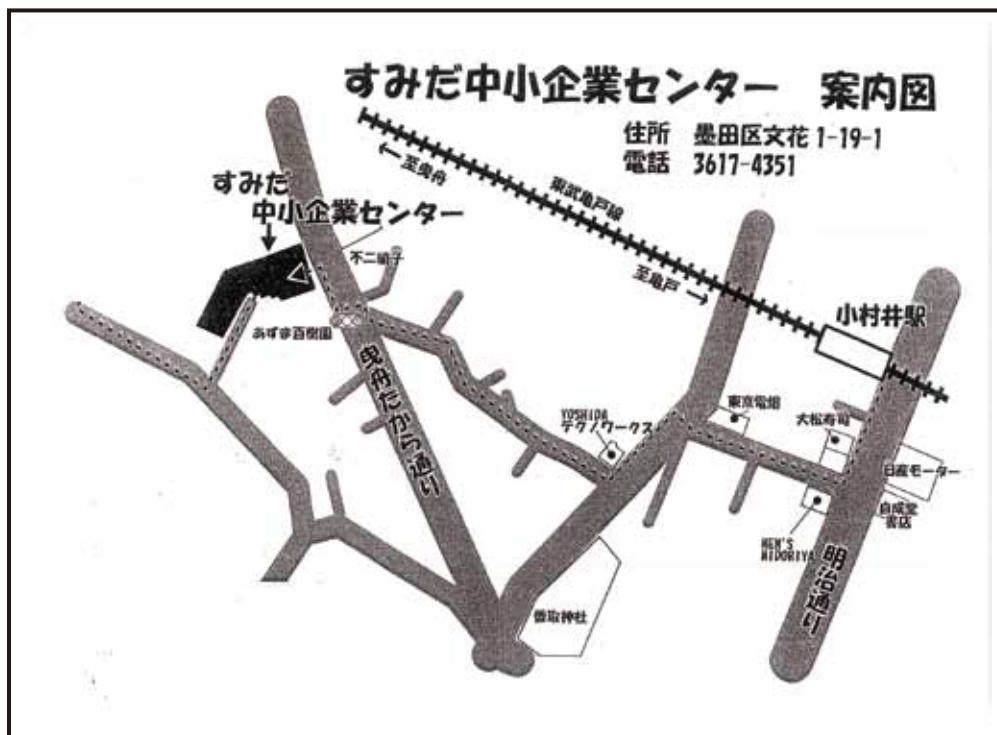 すみだ中小企業センター 案内図
住所 墨田区文花1-19-1
電話 3617-4351
←至曳舟
東武亀戸線
至亀戸→
すみだ
中小企業センター
不二硝子
あずま百樹園
曳舟たから通り
小村井駅
YOSHIDA
テクノワークス
東京電鍍
大松寿司
日産モーター
自成堂
書店
MEN'S
MIDORIYA
明治通り
香取神社